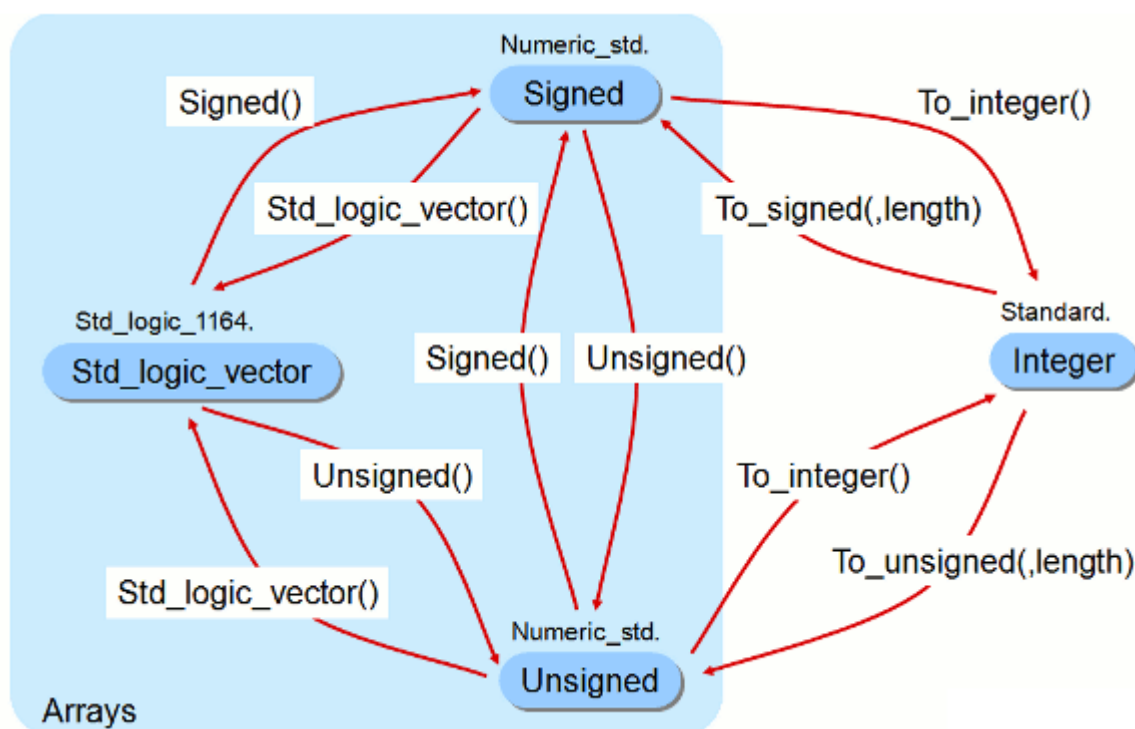 Numeric_std.
Signed
Signed()
To_integer()
Std_logic_vector()
To_signed(,length)
Std_logic_1164.
Std_logic_vector
Signed()
Unsigned()
Standard.
Integer
Unsigned()
To_integer()
Std_logic_vector()
To_unsigned(,length)
Numeric_std.
Unsigned
Arrays